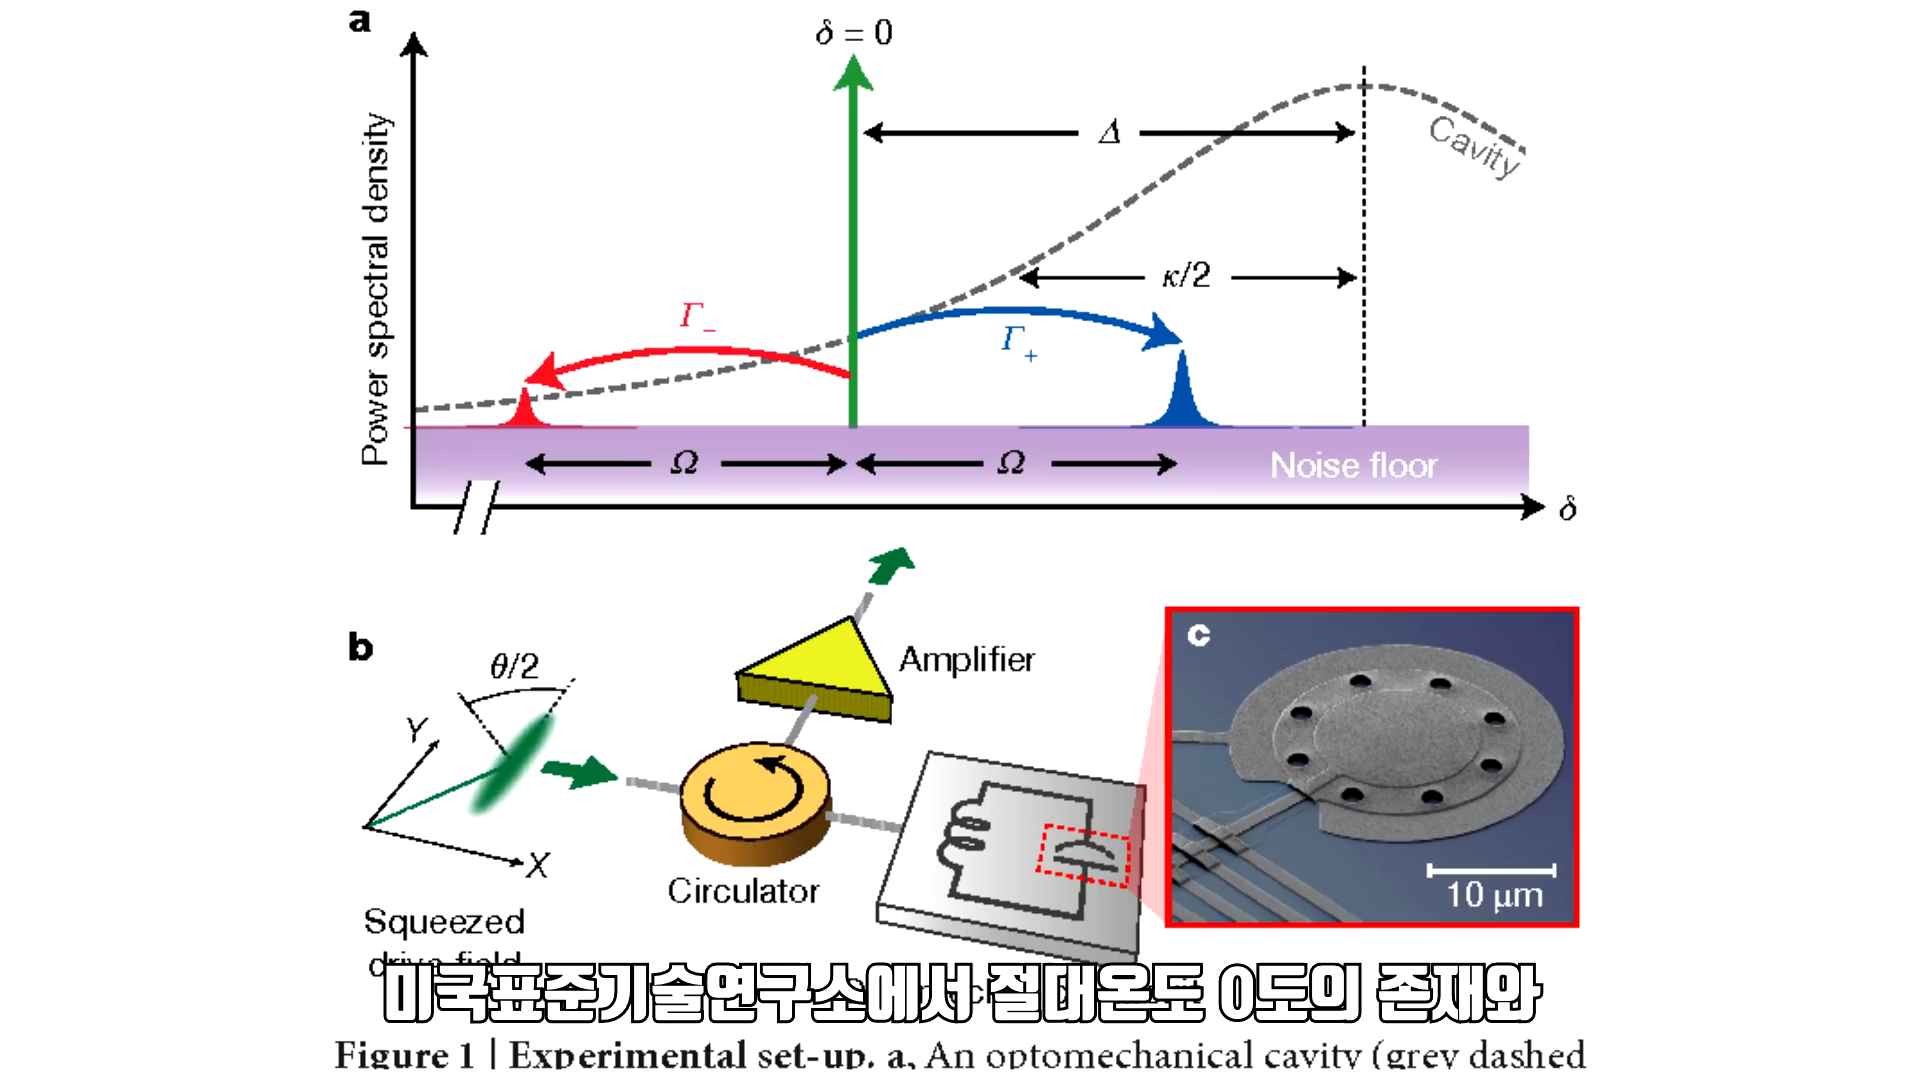 a
δ = 0
Power spectral density
Δ
Cavity
κ/2
Γ₋
Γ₊
Ω
Ω
Noise floor
δ
b
θ/2
Y
X
Amplifier
Circulator
Squeezed
drive field
c
10 μm
미국표준기술연구소에서 절대온도 0도의 존재와
Figure 1 | Experimental set-up. a, An optomechanical cavity (grey dashed